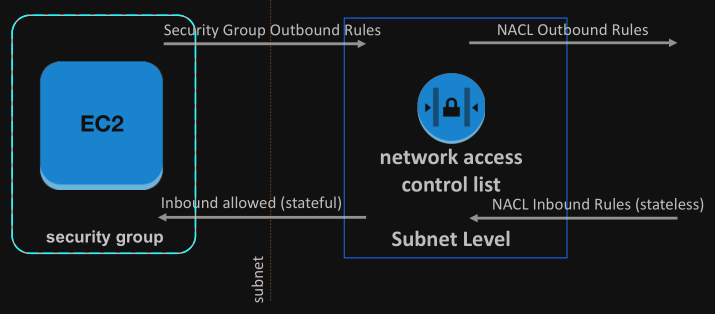 Security Group Outbound Rules
NACL Outbound Rules
EC2
network access
control list
Inbound allowed (stateful)
NACL Inbound Rules (stateless)
security group
Subnet Level
subnet